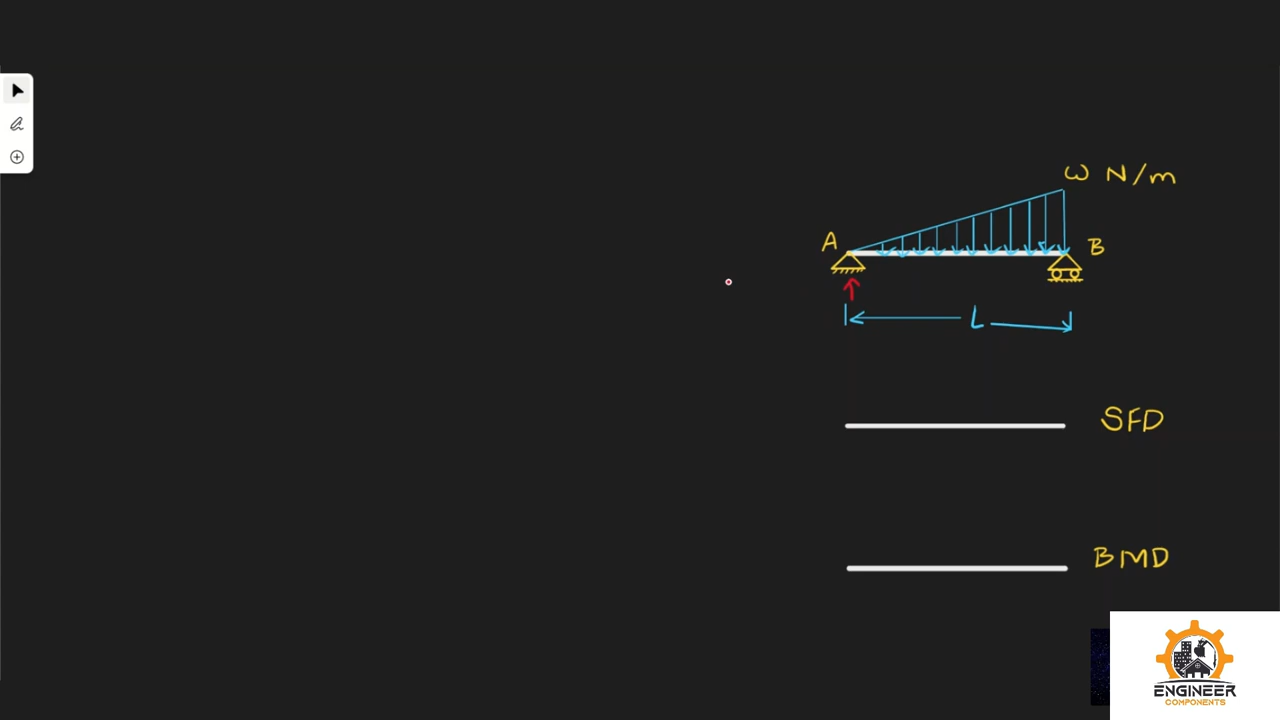 ω N/m
A
B
L
SFD
BMD
ENGINEER
COMPONENTS